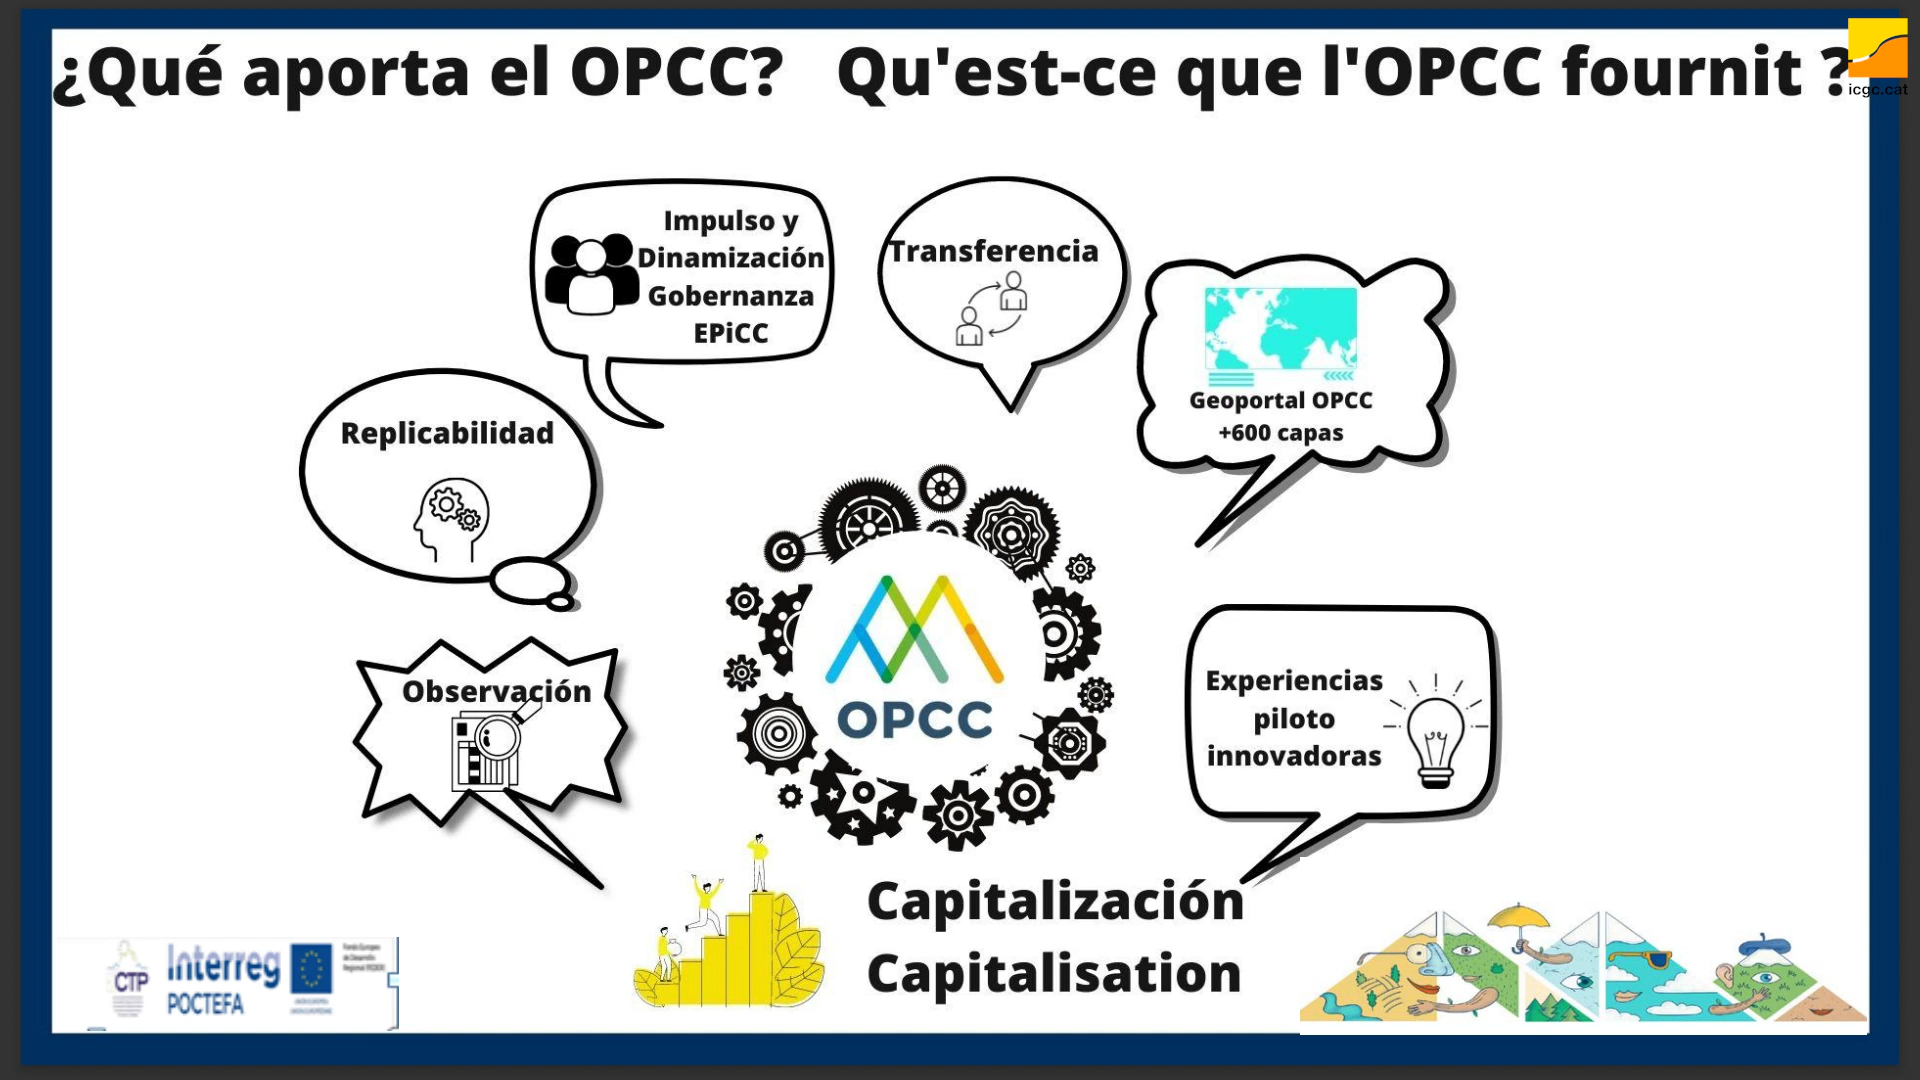 ¿Qué aporta el OPCC? Qu'est-ce que l'OPCC fournit ?
icgc.cat
Impulso y
Dinamización
Gobernanza
EPiCC
Transferencia
Geoportal OPCC
+600 capas
Replicabilidad
Observación
OPCC
Experiencias
piloto
innovadoras
Capitalización
Capitalisation
CTP
Interreg
POCTEFA